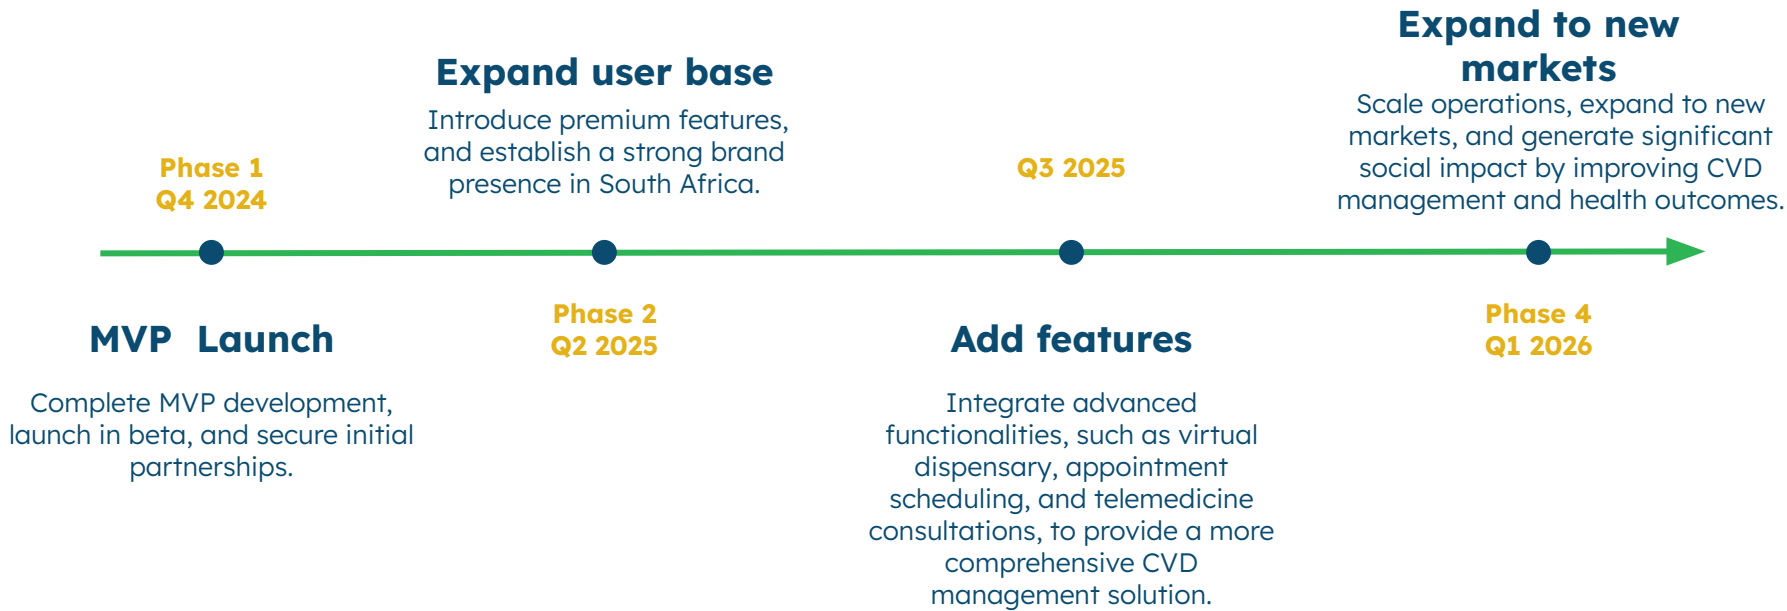 Phase 1
Q4 2024
MVP  Launch
Complete MVP development,
launch in beta, and secure initial
partnerships.
Expand user base
Introduce premium features,
and establish a strong brand
presence in South Africa.
Phase 2
Q2 2025
Q3 2025
Add features
Integrate advanced
functionalities, such as virtual
dispensary, appointment
scheduling, and telemedicine
consultations, to provide a more
comprehensive CVD
management solution.
Expand to new
markets
Scale operations, expand to new
markets, and generate significant
social impact by improving CVD
management and health outcomes.
Phase 4
Q1 2026